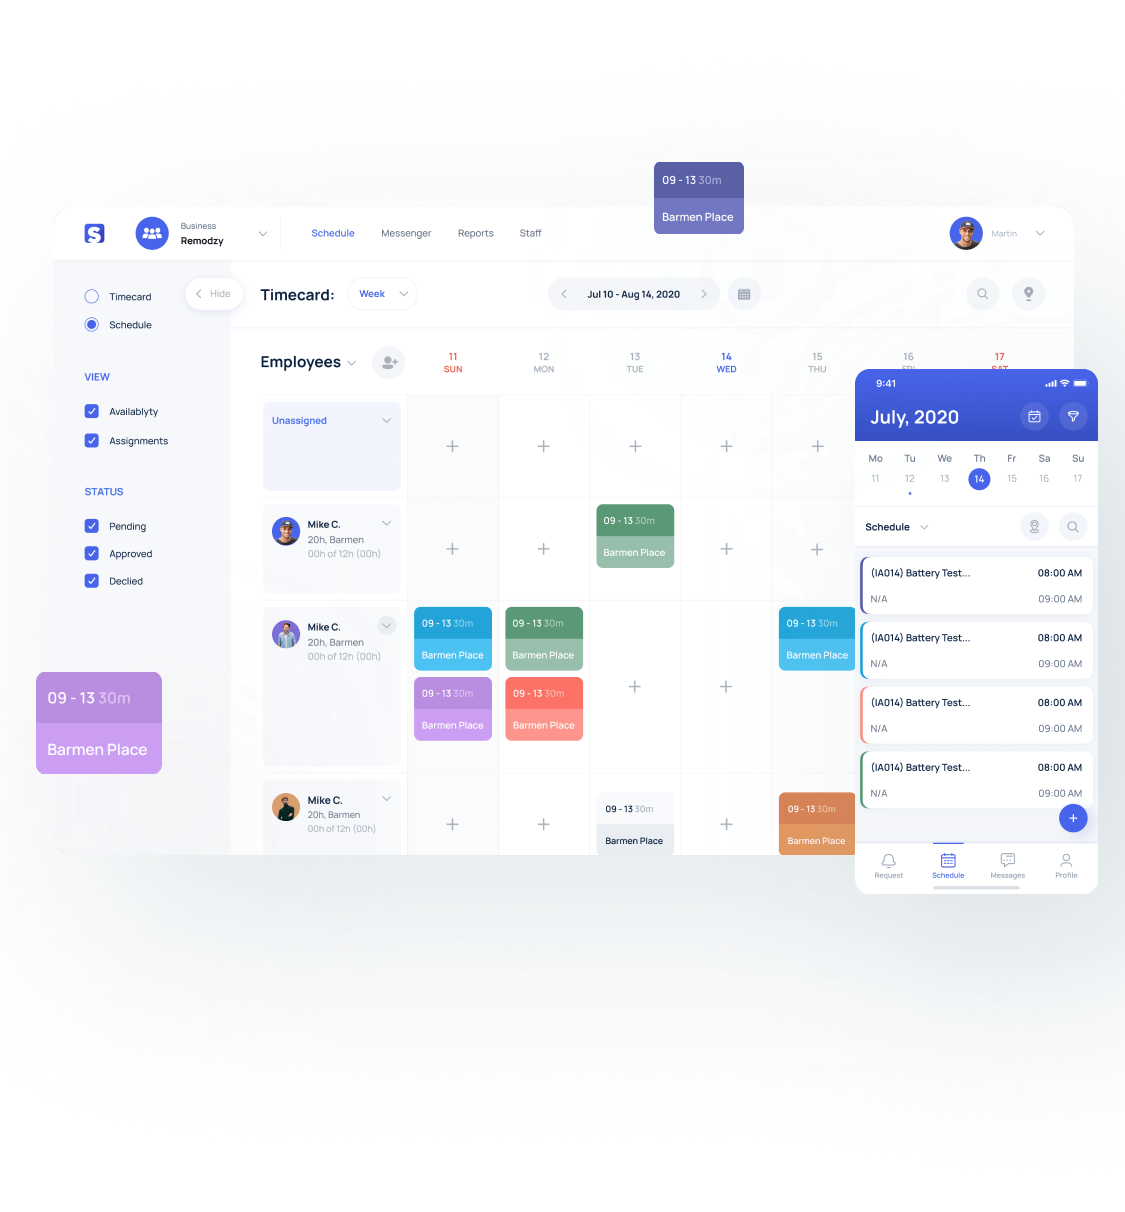 09 - 13 30m
Barmen Place
S
Business
Remodzy
Schedule
Messenger
Reports
Staff
Martin
Timecard
Schedule
Hide
VIEW
Availablyty
Assignments
STATUS
Pending
Approved
Declied
Timecard:
Week
Jul 10 - Aug 14, 2020
Employees
11
SUN
12
MON
13
TUE
14
WED
15
THU
16
FRI
17
SAT
Unassigned
Mike C.
20h, Barmen
00h of 12h (00h)
09 - 13 30m
Barmen Place
Mike C.
20h, Barmen
00h of 12h (00h)
09 - 13 30m
Barmen Place
09 - 13 30m
Barmen Place
09 - 13 30m
Barmen Place
09 - 13 30m
Barmen Place
09 - 13 30m
Barmen Place
Mike C.
20h, Barmen
00h of 12h (00h)
09 - 13 30m
Barmen Place
09 - 13 30m
Barmen Place
09 - 13 30m
Barmen Place
9:41
July, 2020
Mo Tu We Th Fr Sa Su
11 12 13 14 15 16 17
Schedule
(IA014) Battery Test... 08:00 AM
N/A 09:00 AM
(IA014) Battery Test... 08:00 AM
N/A 09:00 AM
(IA014) Battery Test... 08:00 AM
N/A 09:00 AM
(IA014) Battery Test... 08:00 AM
N/A 09:00 AM
Request
Schedule
Messages
Profile